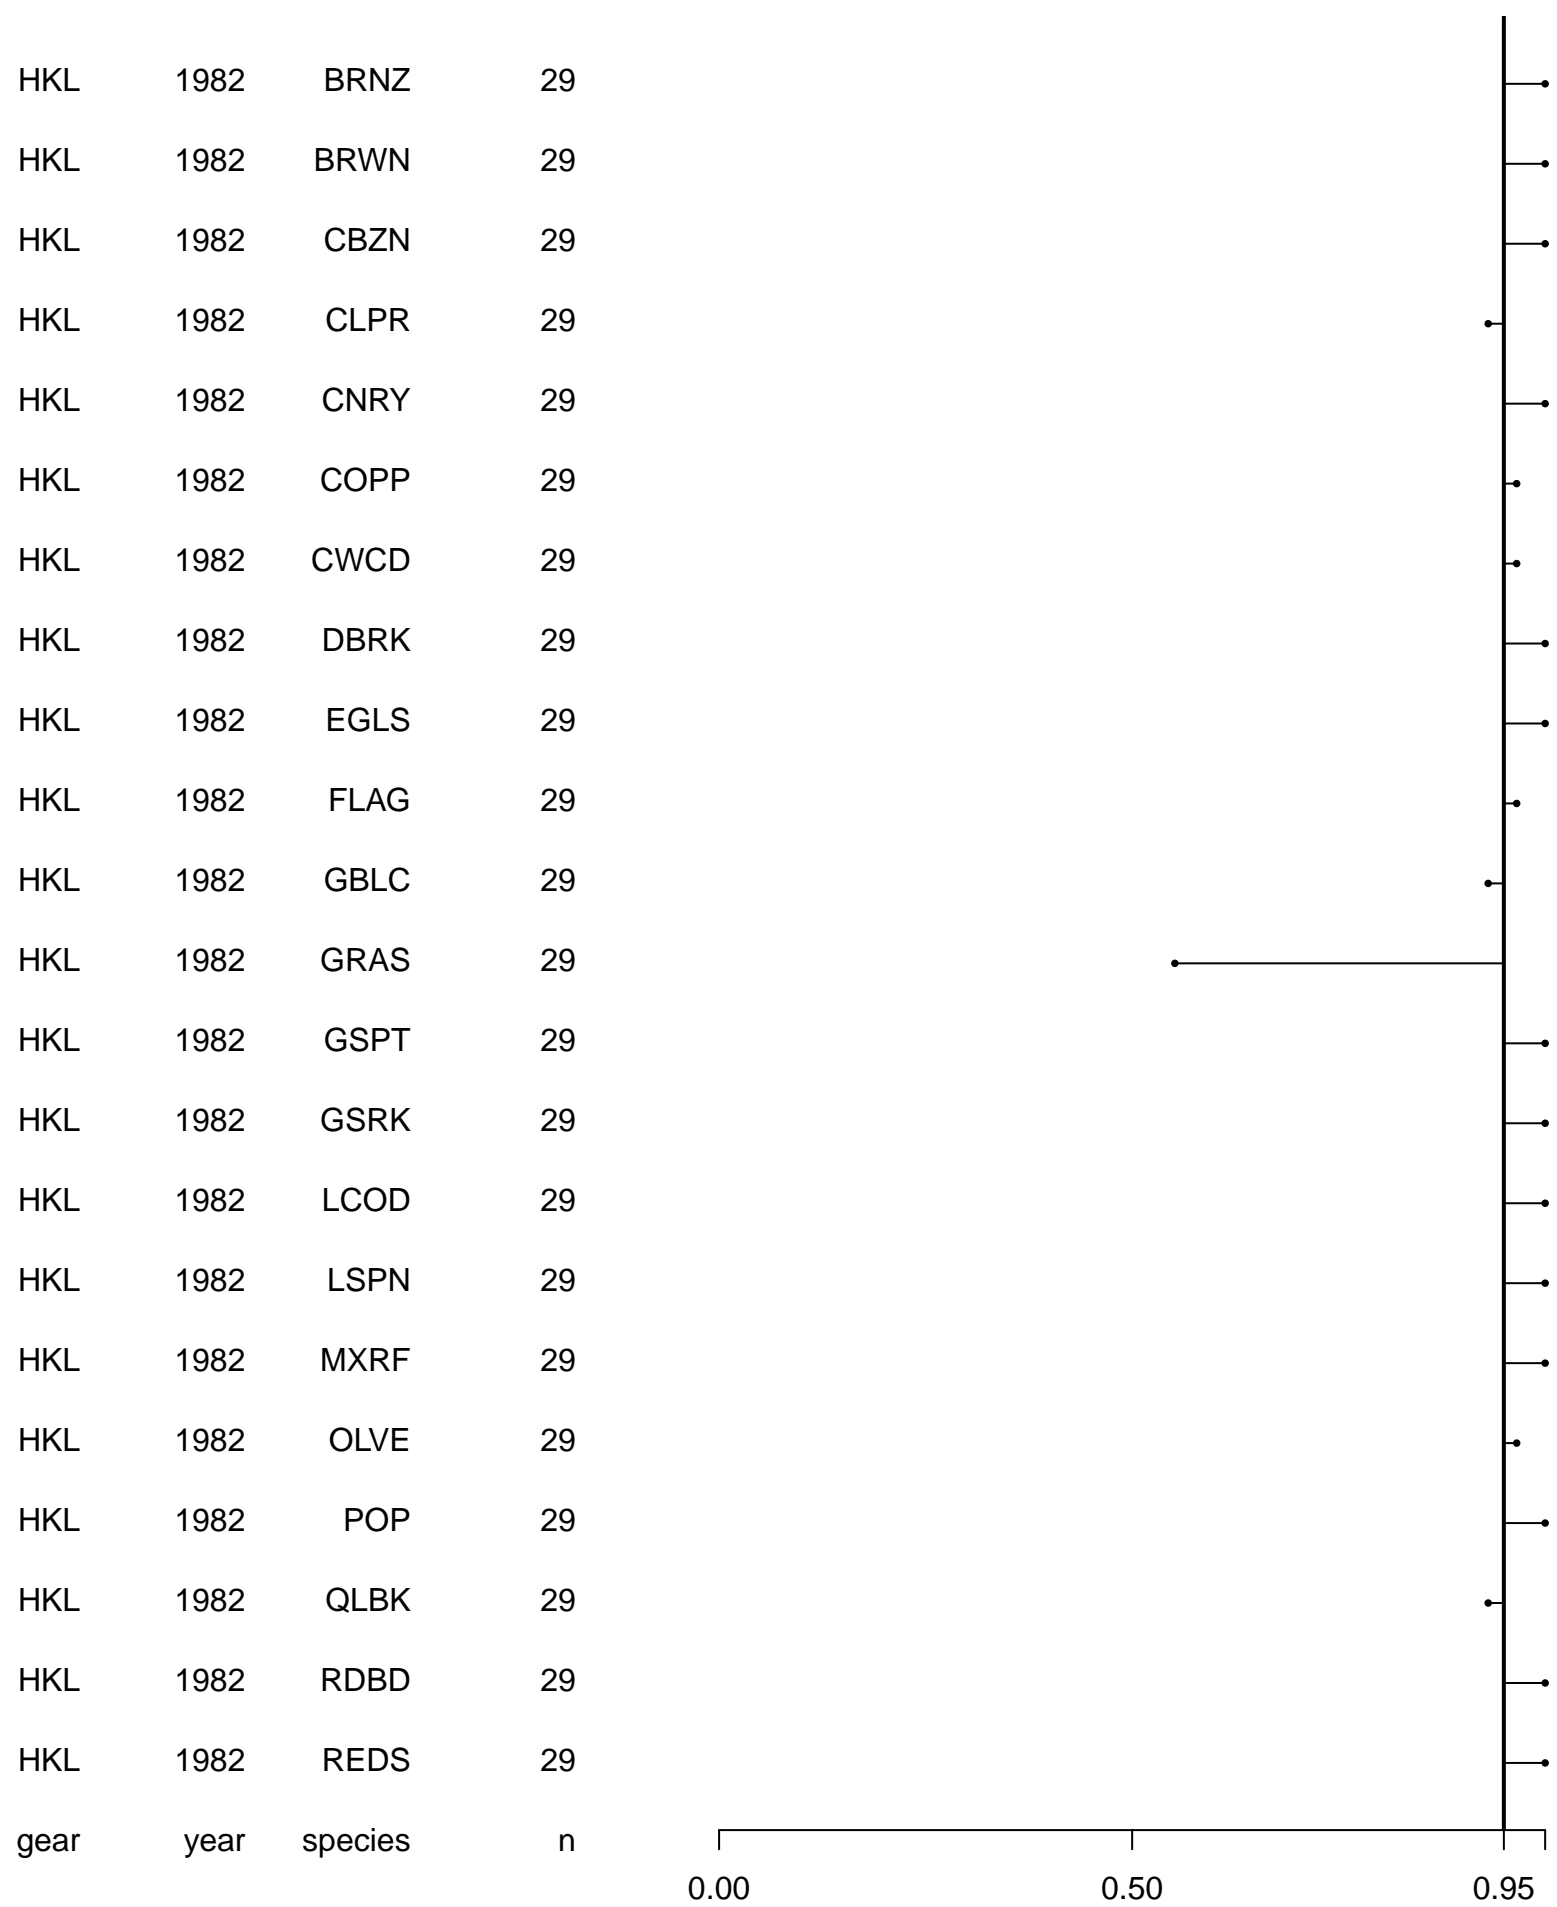 HKL 1982 BRNZ 29
HKL 1982 BRWN 29
HKL 1982 CBZN 29
HKL 1982 CLPR 29
HKL 1982 CNRY 29
HKL 1982 COPP 29
HKL 1982 CWCD 29
HKL 1982 DBRK 29
HKL 1982 EGLS 29
HKL 1982 FLAG 29
HKL 1982 GBLC 29
HKL 1982 GRAS 29
HKL 1982 GSPT 29
HKL 1982 GSRK 29
HKL 1982 LCOD 29
HKL 1982 LSPN 29
HKL 1982 MXRF 29
HKL 1982 OLVE 29
HKL 1982 POP 29
HKL 1982 QLBK 29
HKL 1982 RDBD 29
HKL 1982 REDS 29
gear year species n
0.00 0.50 0.95